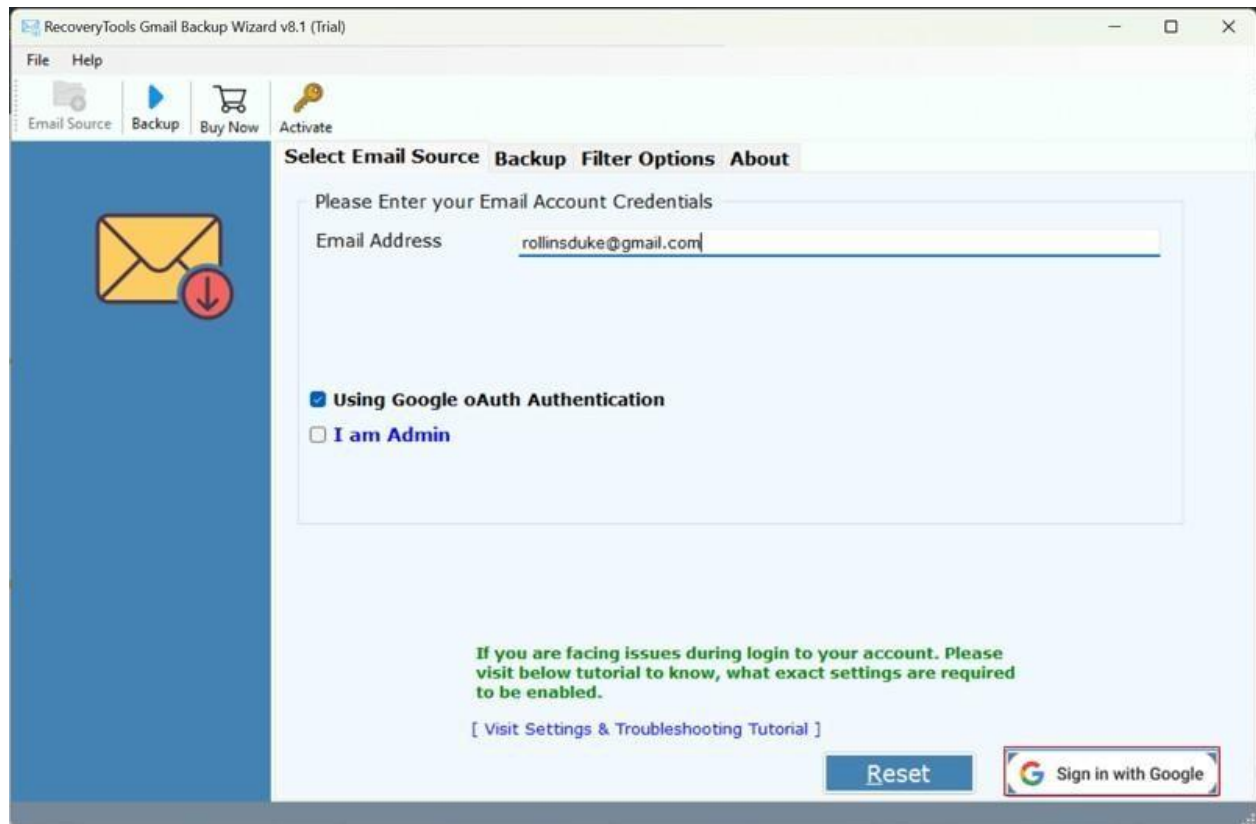 RecoveryTools Gmail Backup Wizard v8.1 (Trial)
File Help
Email Source Backup Buy Now Activate
Select Email Source Backup Filter Options About
Please Enter your Email Account Credentials
Email Address rollinsduke@gmail.com
Using Google oAuth Authentication
I am Admin
If you are facing issues during login to your account. Please
visit below tutorial to know, what exact settings are required
to be enabled.
[ Visit Settings & Troubleshooting Tutorial ]
Reset Sign in with Google